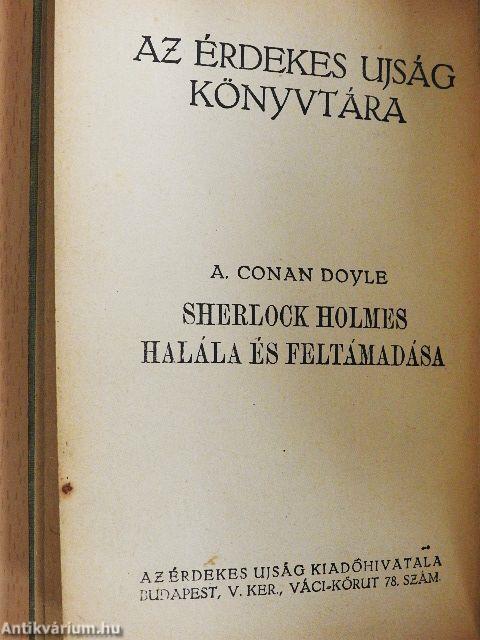 AZ ÉRDEKES UJSÁG
KÖNYVTÁRA
A. CONAN DOYLE
SHERLOCK HOLMES
HALÁLA ÉS FELTÁMADÁSA
AZ ÉRDEKES UJSÁG KIADÓHIVATALA
BUDAPEST, V. KER., VÁCI-KÓRUT 78. SZÁM.
Antikvárium.hu